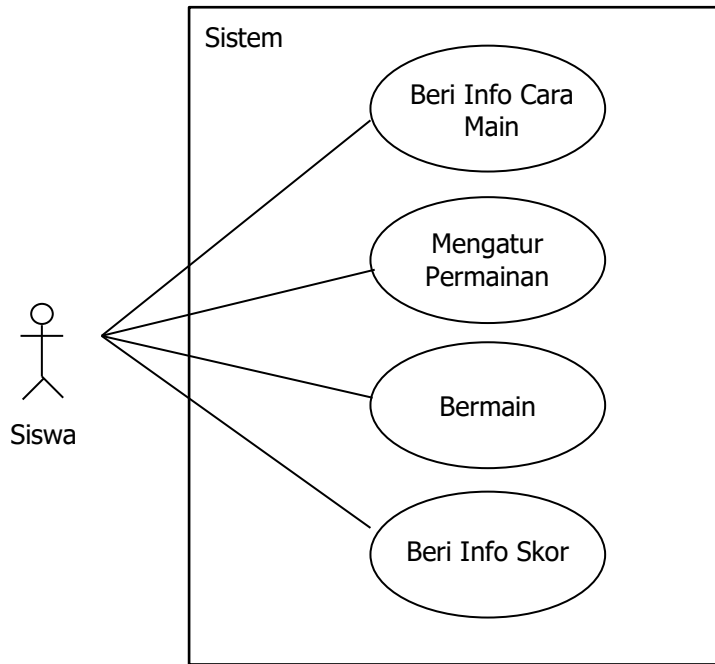 Sistem
Beri Info Cara
Main
Mengatur
Permainan
Bermain
Siswa
Beri Info Skor